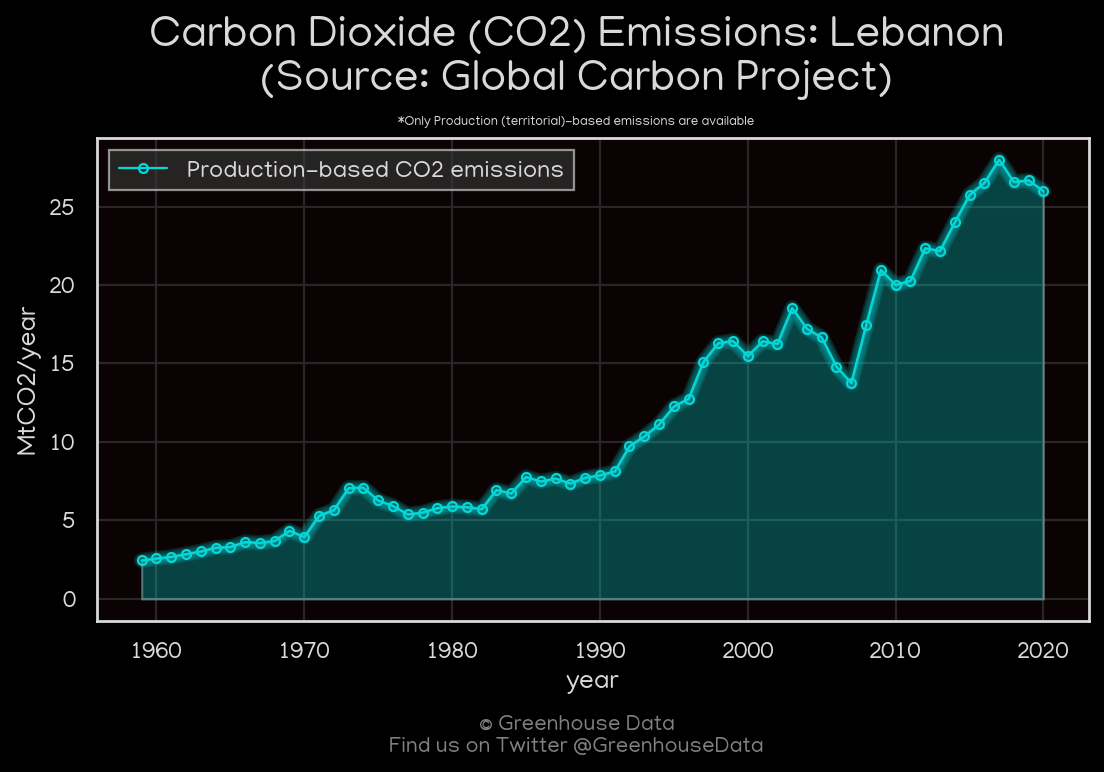 Carbon Dioxide (CO2) Emissions: Lebanon
(Source: Global Carbon Project)
*Only Production (territorial)-based emissions are available
Production-based CO2 emissions
MtCO2/year
25
20
15
10
5
0
1960 1970 1980 1990 2000 2010 2020
year
© Greenhouse Data
Find us on Twitter @GreenhouseData